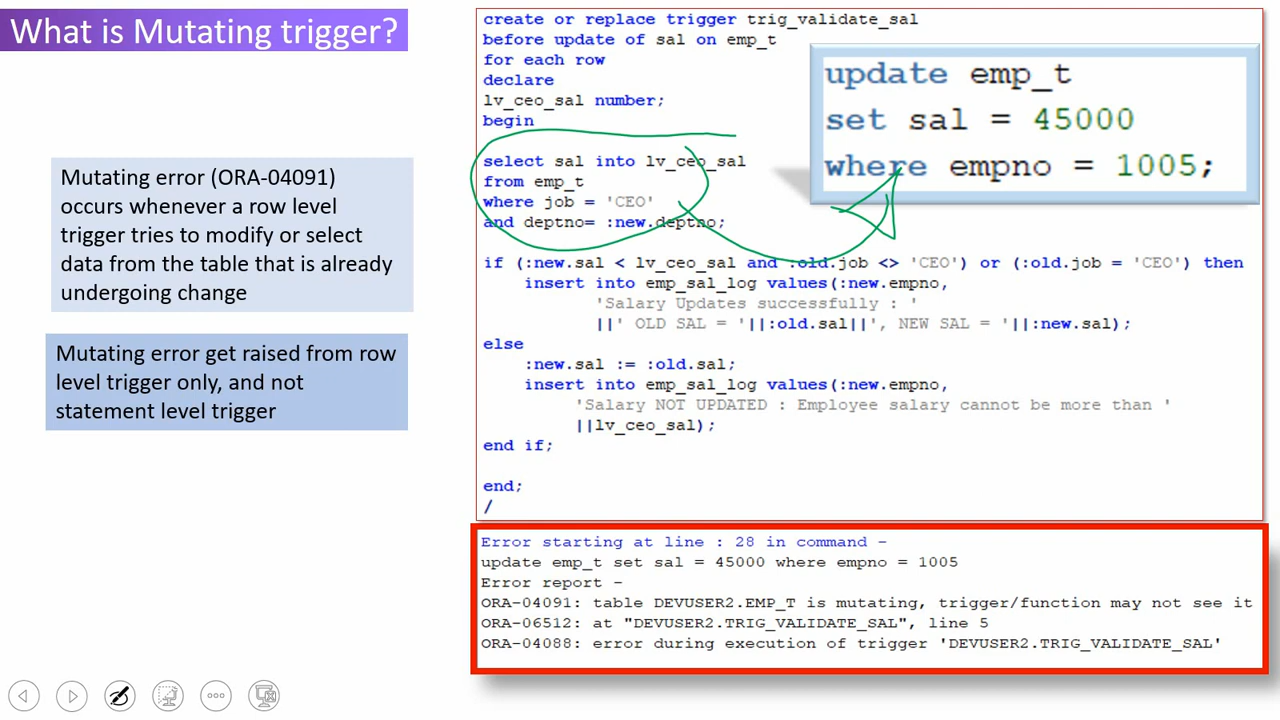 What is Mutating trigger?
Mutating error (ORA-04091)
occurs whenever a row level
trigger tries to modify or select
data from the table that is already
undergoing change
Mutating error get raised from row
level trigger only, and not
statement level trigger
create or replace trigger trig_validate_sal
before update of sal on emp_t
for each row
declare
lv_ceo_sal number;
begin
select sal into lv_ceo_sal
from emp_t
where job = 'CEO'
and deptno= :new.deptno;
if (:new.sal < lv_ceo_sal and :old.job <> 'CEO') or (:old.job = 'CEO') then
insert into emp_sal_log values(:new.empno,
'Salary Updates successfully : '
||' OLD SAL = '||:old.sal||', NEW SAL = '||:new.sal);
else
:new.sal := :old.sal;
insert into emp_sal_log values(:new.empno,
'Salary NOT UPDATED : Employee salary cannot be more than '
||lv_ceo_sal);
end if;
end;
/
update emp_t
set sal = 45000
where empno = 1005;
Error starting at line : 28 in command -
update emp_t set sal = 45000 where empno = 1005
Error report -
ORA-04091: table DEVUSER2.EMP_T is mutating, trigger/function may not see it
ORA-06512: at "DEVUSER2.TRIG_VALIDATE_SAL", line 5
ORA-04088: error during execution of trigger 'DEVUSER2.TRIG_VALIDATE_SAL'